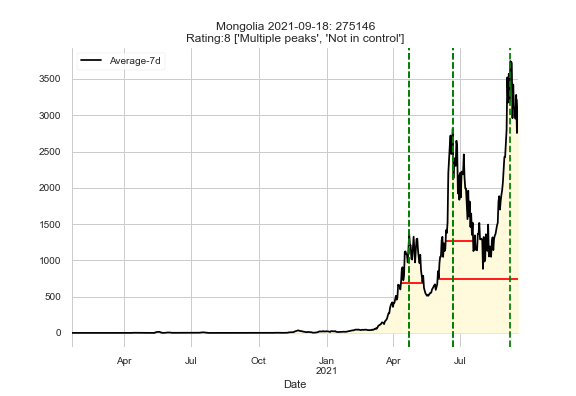 Mongolia 2021-09-18: 275146
Rating:8 ['Multiple peaks', 'Not in control']
Average-7d
3500
3000
2500
2000
1500
1000
500
0
Apr
Jul
Oct
Jan
2021
Apr
Jul
Date